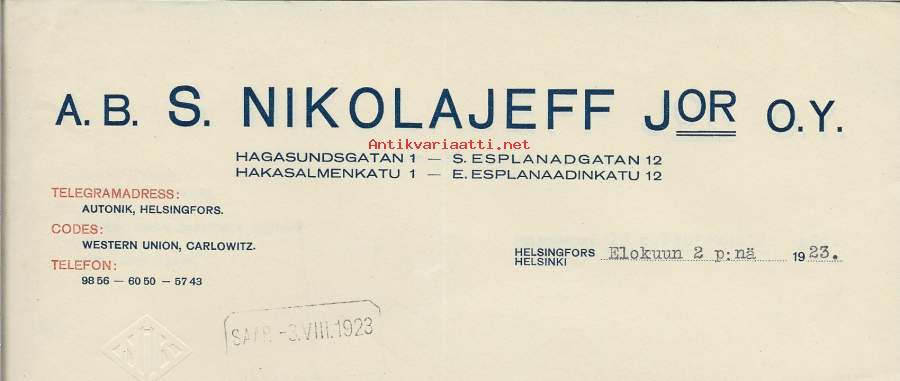 A.B. S. NIKOLAJEFF JOR O.Y.
Antikvariaatti.net
HAGASUNDSGATAN 1 — S. ESPLANADGATAN 12
HAKASALMENKATU 1 — E. ESPLANAADINKATU 12
TELEGRAMADRESS:
AUTONIK, HELSINGFORS.
CODES:
WESTERN UNION, CARLOWITZ.
TELEFON:
98 56 — 60 50 — 57 43
HELSINGFORS
HELSINKI
Elokuun 2 p:nä 1923.
SAAP. -3.VIII.1923